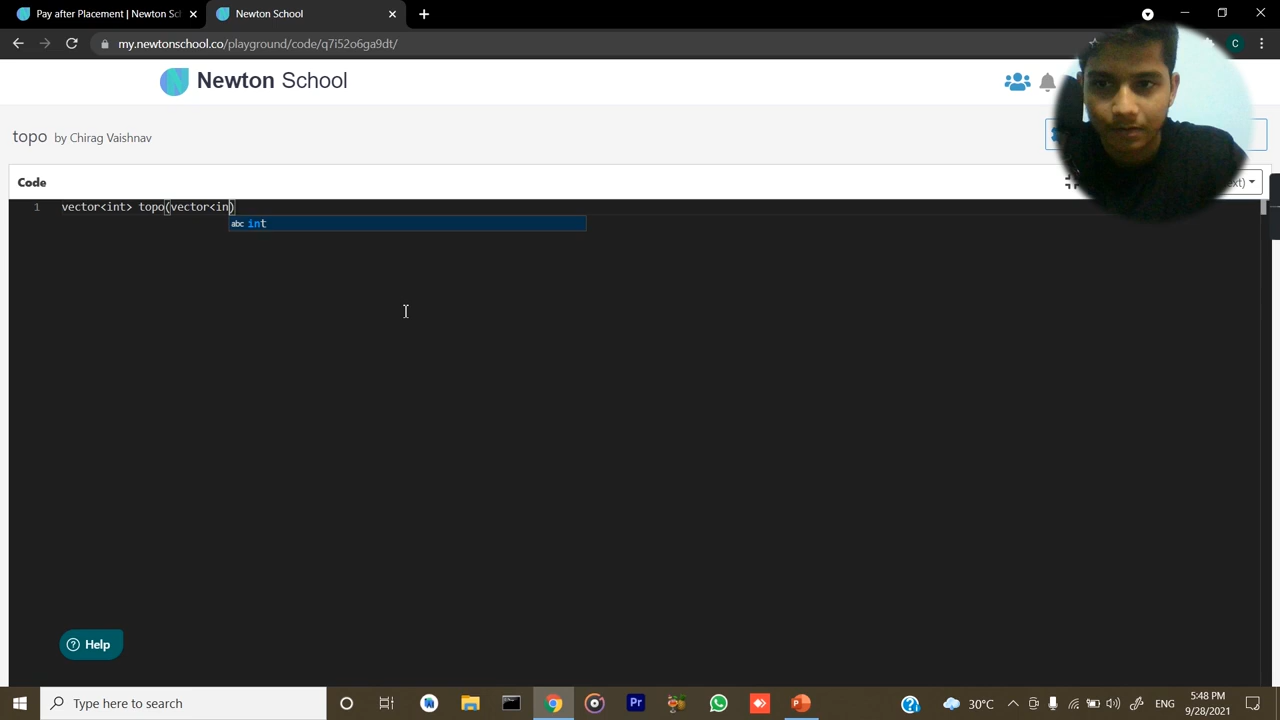 Pay after Placement | Newton Sc
Newton School
my.newtonschool.co/playground/code/q7i52o6ga9dt/
C
Newton School
topo by Chirag Vaishnav
Code
1 vector<int> topo(vector<in)
abc int
Help
Type here to search
Pr
30°C
ENG
5:48 PM
9/28/2021